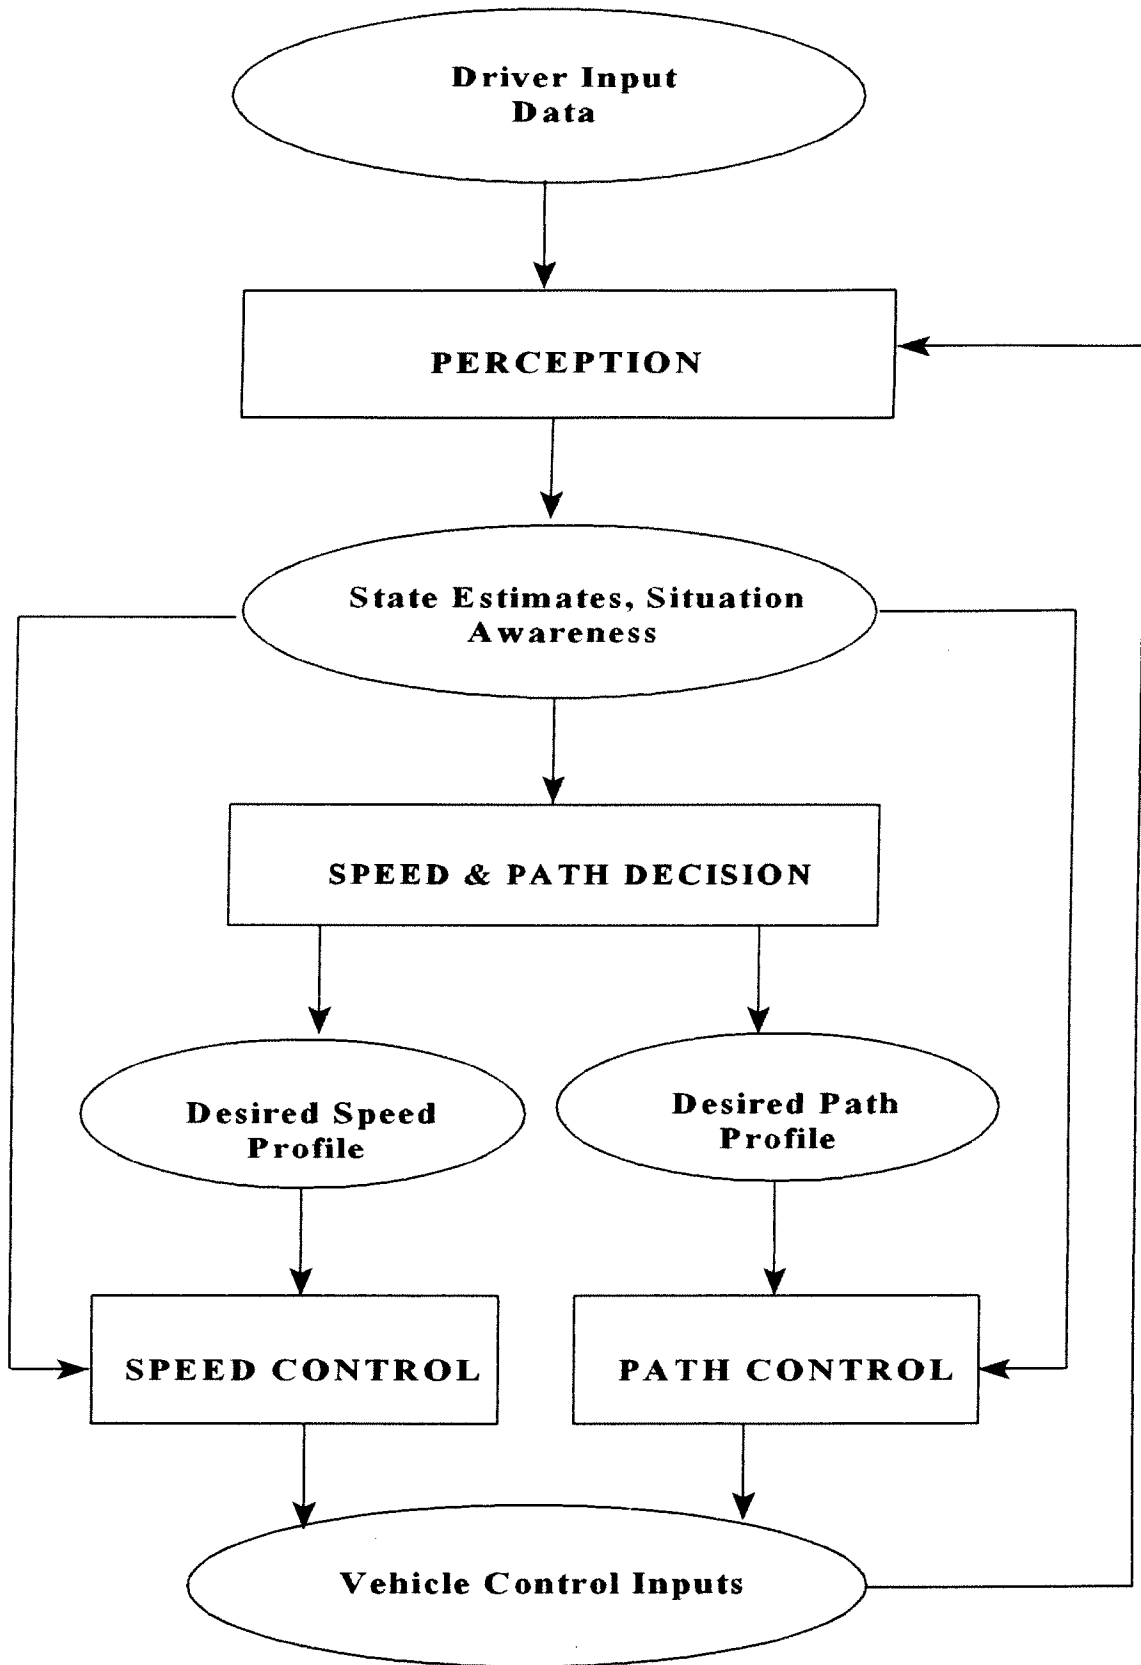 Driver Input
Data
PERCEPTION
State Estimates, Situation
Awareness
SPEED & PATH DECISION
Desired Speed
Profile
Desired Path
Profile
SPEED CONTROL
PATH CONTROL
Vehicle Control Inputs